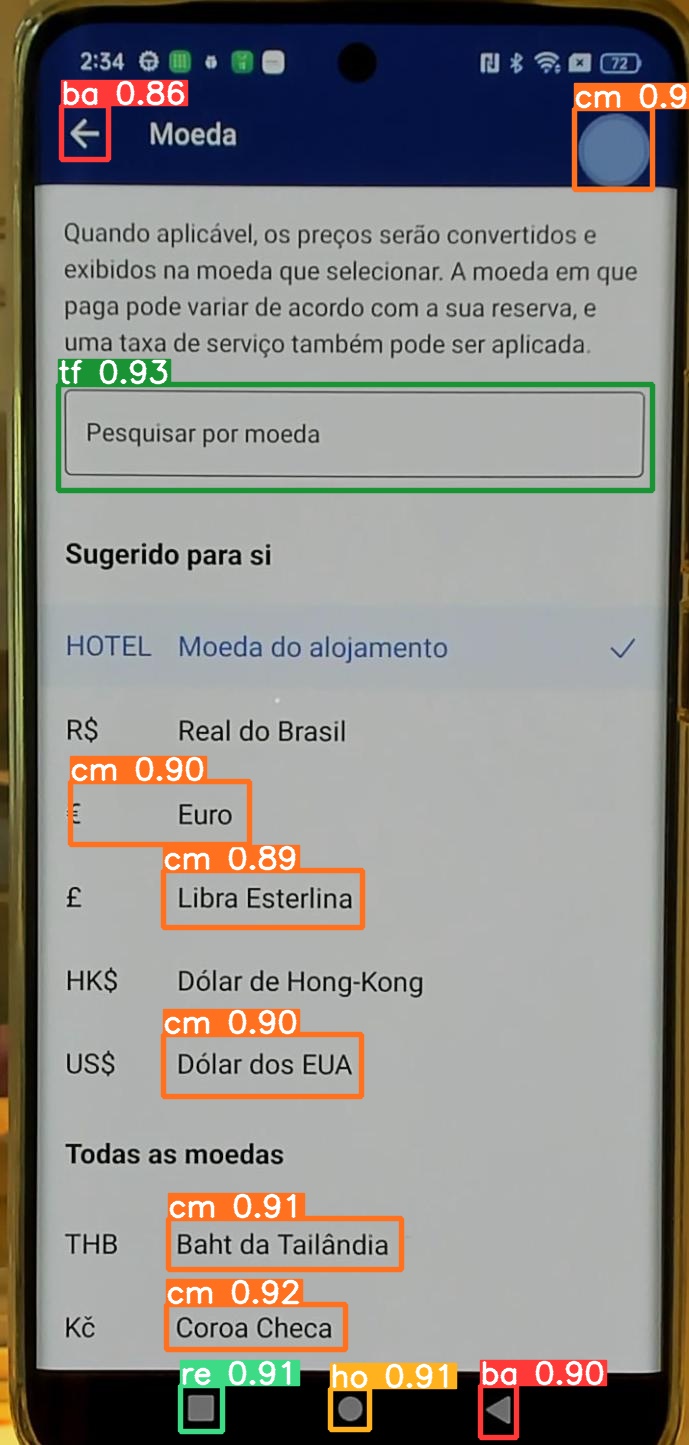 2:34
72
ba 0.86
cm 0.9
Moeda
Quando aplicável, os preços serão convertidos e
exibidos na moeda que selecionar. A moeda em que
paga pode variar de acordo com a sua reserva, e
uma taxa de serviço também pode ser aplicada.
tf 0.93
Pesquisar por moeda
Sugerido para si
HOTEL Moeda do alojamento
R$ Real do Brasil
cm 0.90
€ Euro
cm 0.89
£ Libra Esterlina
HK$ Dólar de Hong-Kong
cm 0.90
US$ Dólar dos EUA
Todas as moedas
cm 0.91
THB Baht da Tailândia
cm 0.92
Kč Coroa Checa
re 0.91 ho 0.91 ba 0.90